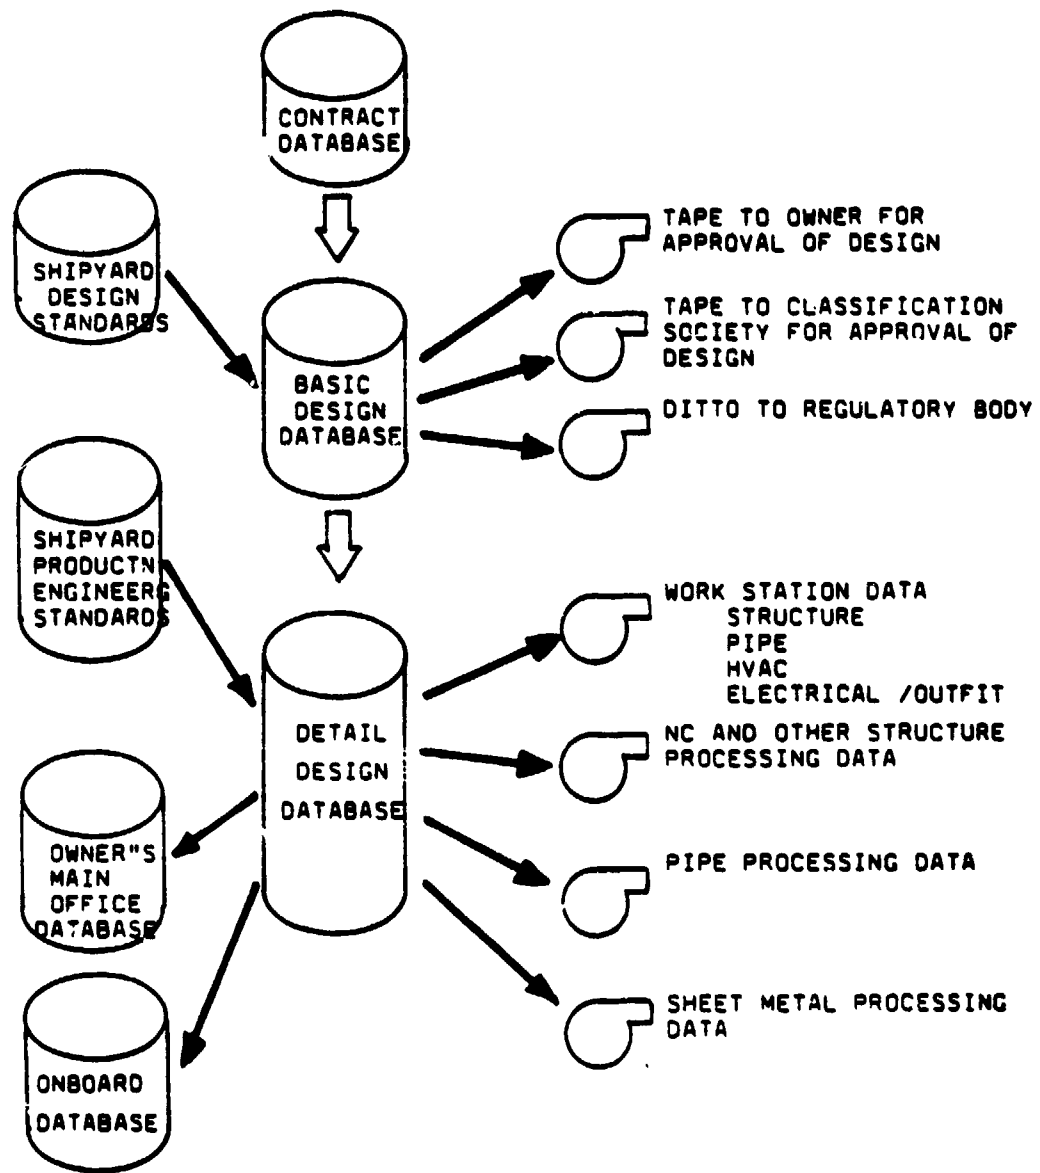 CONTRACT
DATABASE
SHIPYARD
DESIGN
STANDARDS
BASIC
DESIGN
DATABASE
TAPE TO OWNER FOR
APPROVAL OF DESIGN
TAPE TO CLASSIFICATION
SOCIETY FOR APPROVAL OF
DESIGN
DITTO TO REGULATORY BODY
SHIPYARD
PRODUCTN
ENGINEERG
STANDARDS
DETAIL
DESIGN
DATABASE
WORK STATION DATA
STRUCTURE
PIPE
HVAC
ELECTRICAL /OUTFIT
NC AND OTHER STRUCTURE
PROCESSING DATA
PIPE PROCESSING DATA
SHEET METAL PROCESSING
DATA
OWNER"S
MAIN
OFFICE
DATABASE
ONBOARD
DATABASE